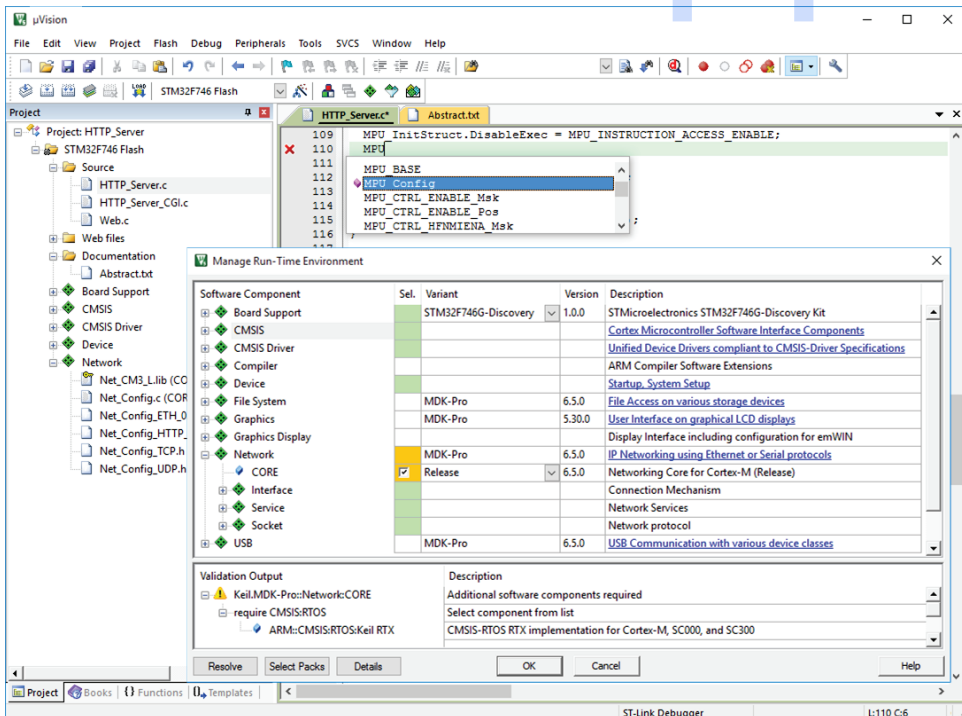 µVision
File Edit View Project Flash Debug Peripherals Tools SVCS Window Help
LOAD STM32F746 Flash
Project
HTTP_Server.c* Abstract.txt
Project: HTTP_Server
STM32F746 Flash
Source
HTTP_Server.c
HTTP_Server_CGI.c
Web.c
Web files
Documentation
Abstract.txt
Board Support
CMSIS
CMSIS Driver
Device
Network
Net_CM3_L.lib (CO
Net_Config.c (COR
Net_Config_ETH_0
Net_Config_HTTP_
Net_Config_TCP.h
Net_Config_UDP.h
109 MPU_InitStruct.DisableExec = MPU_INSTRUCTION_ACCESS_ENABLE;
110 MPU
111
112 ;
113
114
115 ;
116 }
MPU_BASE
MPU_Config
MPU_CTRL_ENABLE_Msk
MPU_CTRL_ENABLE_Pos
MPU_CTRL_HFNMIENA_Msk
Manage Run-Time Environment
Software Component Sel. Variant Version Description
Board Support STM32F746G-Discovery 1.0.0 STMicroelectronics STM32F746G-Discovery Kit
CMSIS Cortex Microcontroller Software Interface Components
CMSIS Driver Unified Device Drivers compliant to CMSIS-Driver Specifications
Compiler ARM Compiler Software Extensions
Device Startup, System Setup
File System MDK-Pro 6.5.0 File Access on various storage devices
Graphics MDK-Pro 5.30.0 User Interface on graphical LCD displays
Graphics Display Display Interface including configuration for emWIN
Network MDK-Pro 6.5.0 IP Networking using Ethernet or Serial protocols
CORE Release 6.5.0 Networking Core for Cortex-M (Release)
Interface Connection Mechanism
Service Network Services
Socket Network protocol
USB MDK-Pro 6.5.0 USB Communication with various device classes
Validation Output Description
Keil.MDK-Pro::Network:CORE Additional software components required
require CMSIS:RTOS Select component from list
ARM::CMSIS:RTOS:Keil RTX CMSIS-RTOS RTX implementation for Cortex-M, SC000, and SC300
Resolve Select Packs Details OK Cancel Help
Project Books {} Functions Templates
ST-Link Debugger L:110 C:6